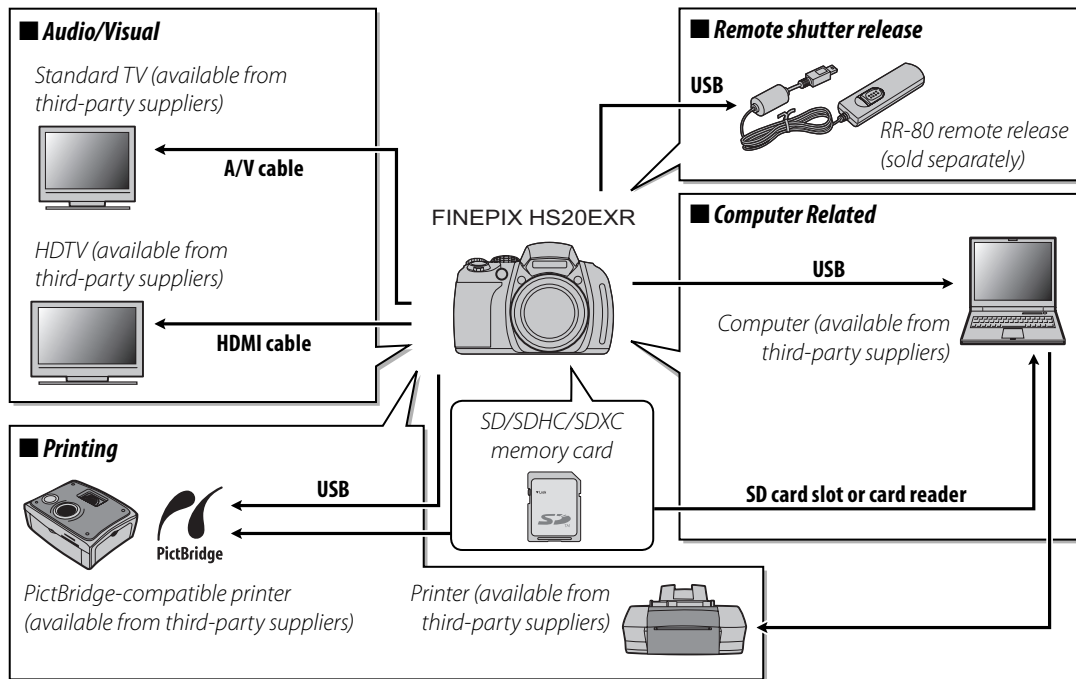 ■ Audio/Visual
Standard TV (available from
third-party suppliers)
A/V cable
HDTV (available from
third-party suppliers)
HDMI cable
■ Remote shutter release
USB
RR-80 remote release
(sold separately)
FINEPIX HS20EXR
■ Computer Related
USB
Computer (available from
third-party suppliers)
SD/SDHC/SDXC
memory card
SD
SD card slot or card reader
■ Printing
USB
PictBridge
PictBridge-compatible printer
(available from third-party suppliers)
Printer (available from
third-party suppliers)